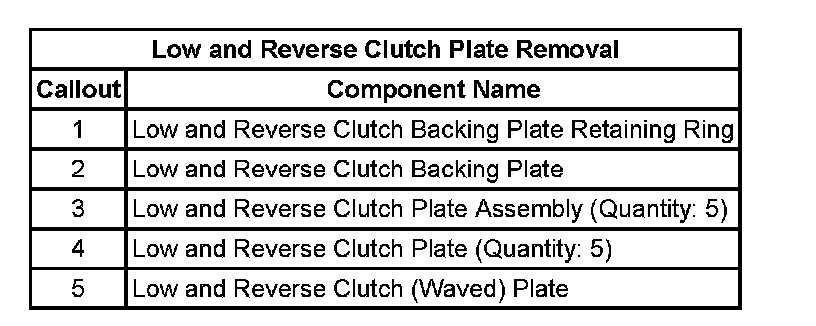 Low and Reverse Clutch Plate Removal
Callout Component Name
1 Low and Reverse Clutch Backing Plate Retaining Ring
2 Low and Reverse Clutch Backing Plate
3 Low and Reverse Clutch Plate Assembly (Quantity: 5)
4 Low and Reverse Clutch Plate (Quantity: 5)
5 Low and Reverse Clutch (Waved) Plate